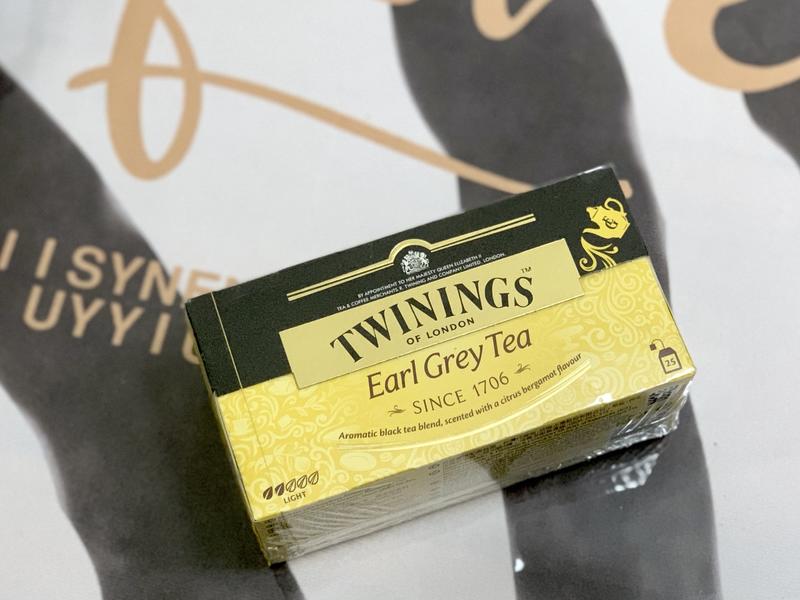 I I SYNE
UYYI
BY APPOINTMENT TO HER MAJESTY QUEEN ELIZABETH II
TEA & COFFEE MERCHANTS R. TWINING AND COMPANY LIMITED, LONDON.
TWININGS™
OF LONDON
Earl Grey Tea
SINCE 1706
Aromatic black tea blend, scented with a citrus bergamot flavour
25
LIGHT